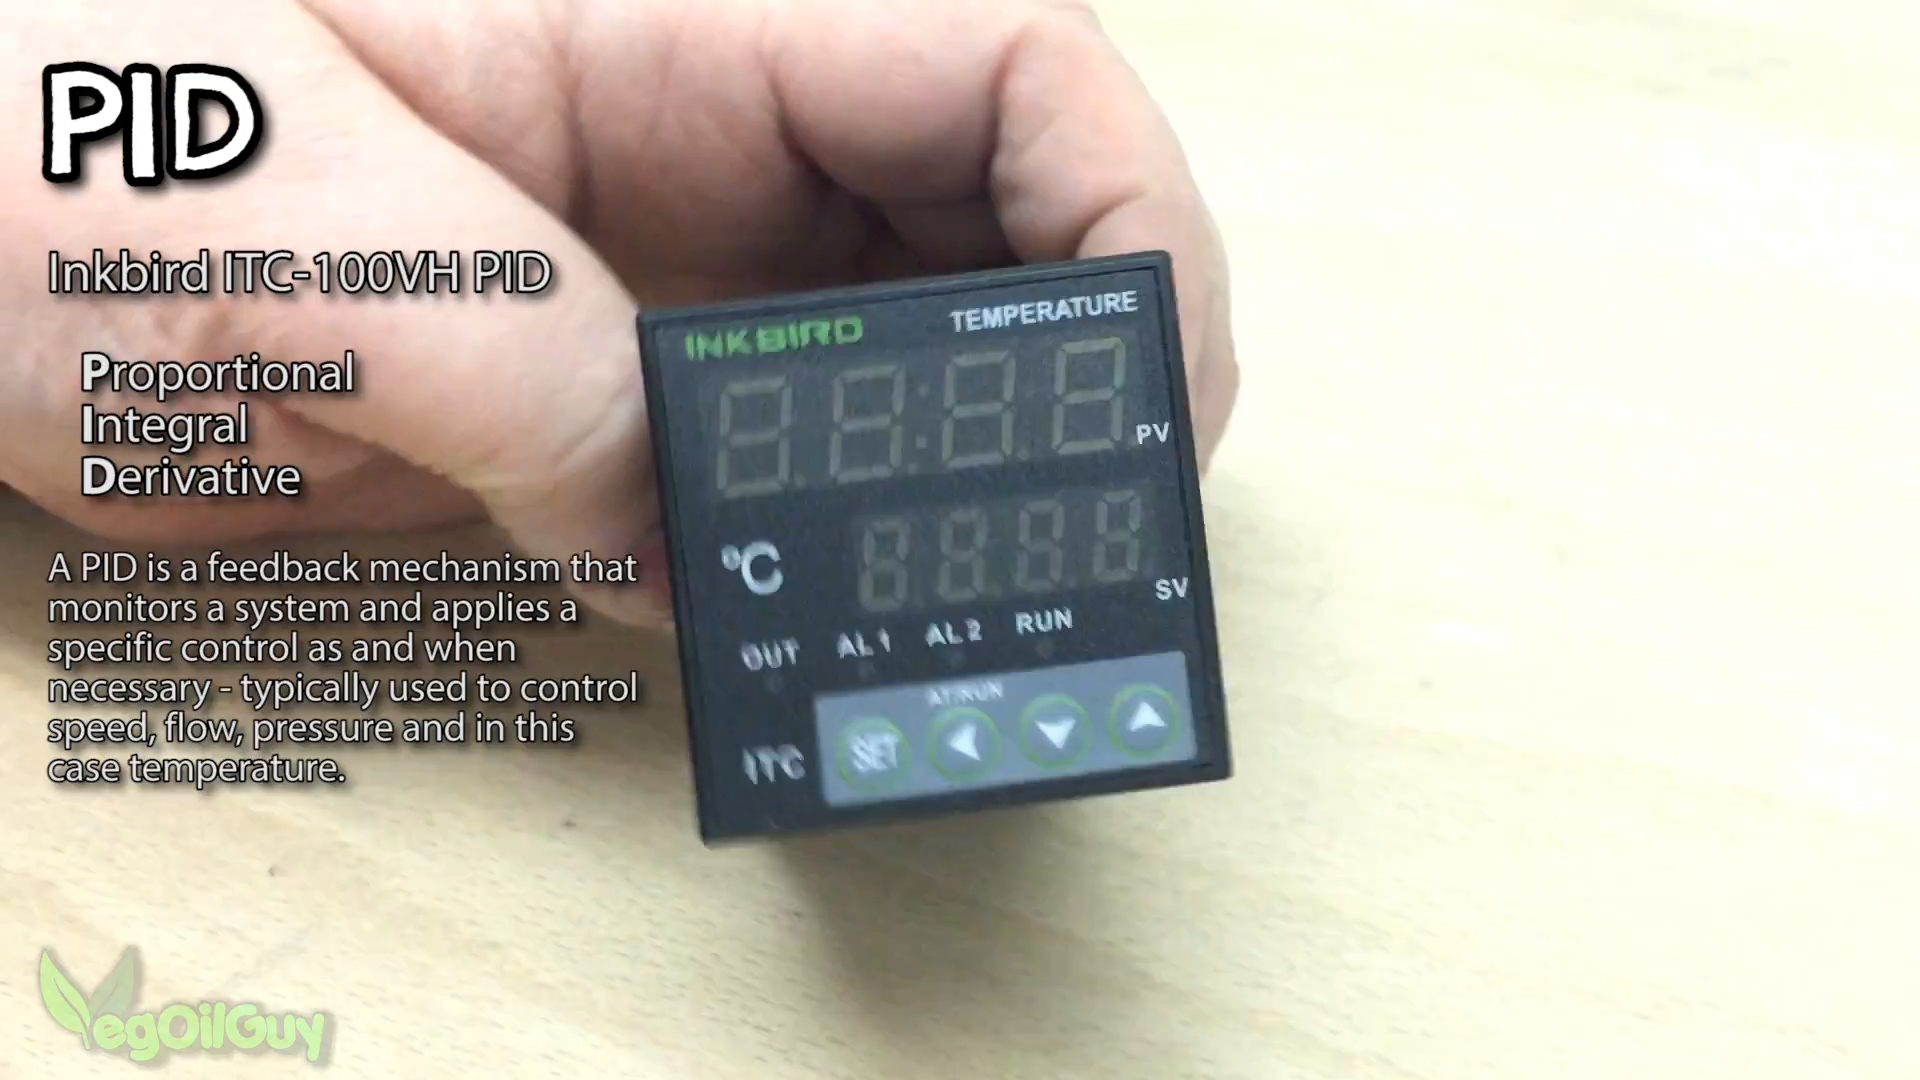 PID
Inkbird ITC-100VH PID
Proportional
Integral
Derivative
A PID is a feedback mechanism that
monitors a system and applies a
specific control as and when
necessary - typically used to control
speed, flow, pressure and in this
case temperature.
INKBIRD
TEMPERATURE
PV
°C
SV
OUT AL1 AL2 RUN
AT/RUN
SET
ITC
VegOilGuy